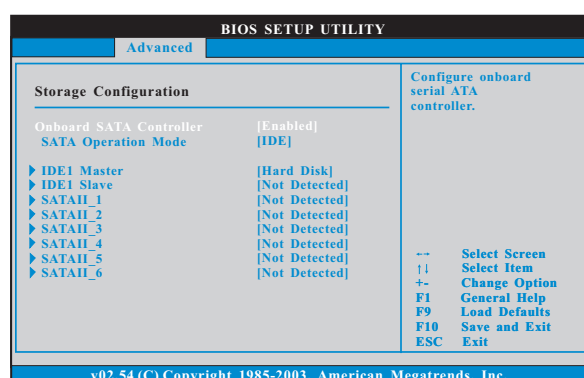 BIOS SETUP UTILITY
Advanced
Storage Configuration
Onboard SATA Controller [Enabled]
SATA Operation Mode [IDE]
IDE1 Master [Hard Disk]
IDE1 Slave [Not Detected]
SATAII_1 [Not Detected]
SATAII_2 [Not Detected]
SATAII_3 [Not Detected]
SATAII_4 [Not Detected]
SATAII_5 [Not Detected]
SATAII_6 [Not Detected]
Configure onboard
serial ATA
controller.
←→ Select Screen
↑↓ Select Item
+- Change Option
F1 General Help
F9 Load Defaults
F10 Save and Exit
ESC Exit
v02.54 (C) Copyright 1985-2003, American Megatrends, Inc.